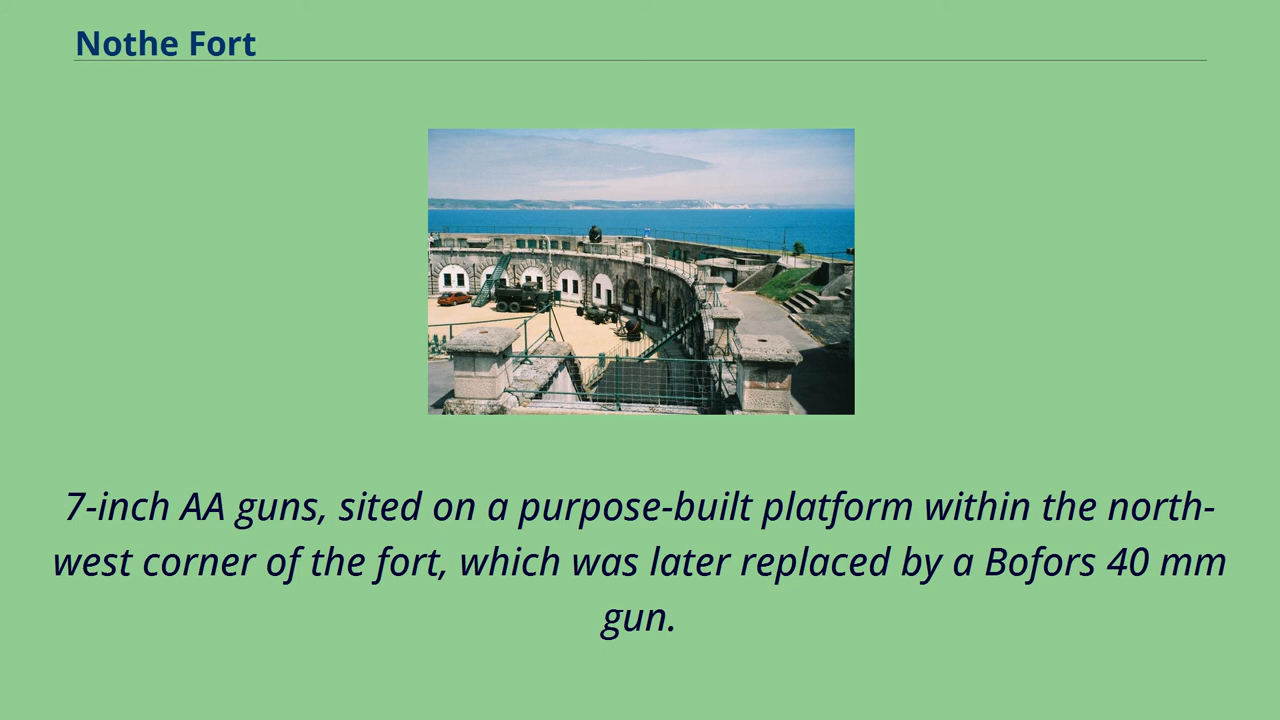 Nothe Fort
7-inch AA guns, sited on a purpose-built platform within the north-
west corner of the fort, which was later replaced by a Bofors 40 mm
gun.